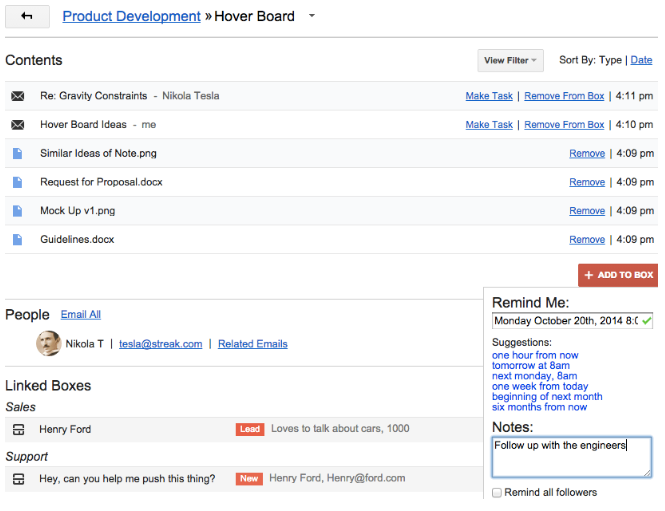 Product Development » Hover Board
Contents
View Filter Sort By: Type | Date
Re: Gravity Constraints - Nikola Tesla Make Task | Remove From Box | 4:11 pm
Hover Board Ideas - me Make Task | Remove From Box | 4:10 pm
Similar Ideas of Note.png Remove | 4:09 pm
Request for Proposal.docx Remove | 4:09 pm
Mock Up v1.png Remove | 4:09 pm
Guidelines.docx Remove | 4:09 pm
+ ADD TO BOX
People Email All
Nikola T | tesla@streak.com | Related Emails
Linked Boxes
Sales
Henry Ford Lead Loves to talk about cars, 1000
Support
Hey, can you help me push this thing? New Henry Ford, Henry@ford.com
Remind Me:
Monday October 20th, 2014 8:0
Suggestions:
one hour from now
tomorrow at 8am
next monday, 8am
one week from today
beginning of next month
six months from now
Notes:
Follow up with the engineers
Remind all followers